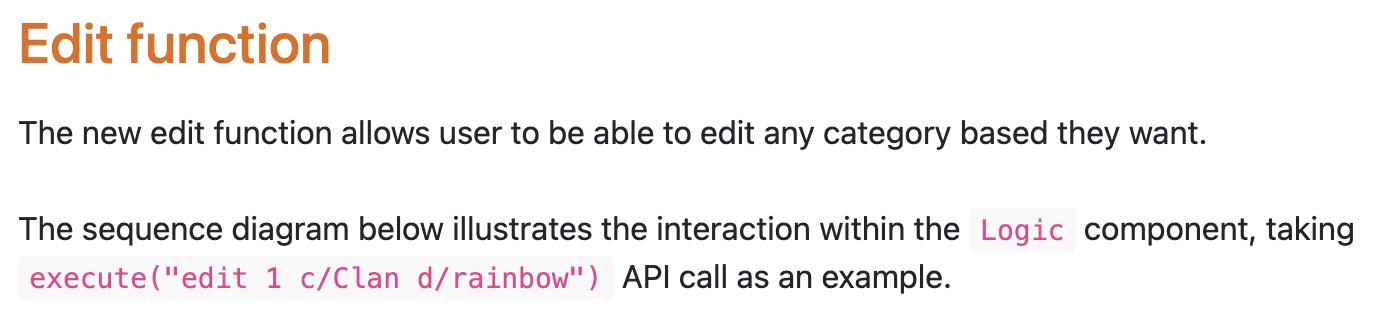 Edit function
The new edit function allows user to be able to edit any category based they want.
The sequence diagram below illustrates the interaction within the Logic component, taking
execute("edit 1 c/Clan d/rainbow") API call as an example.